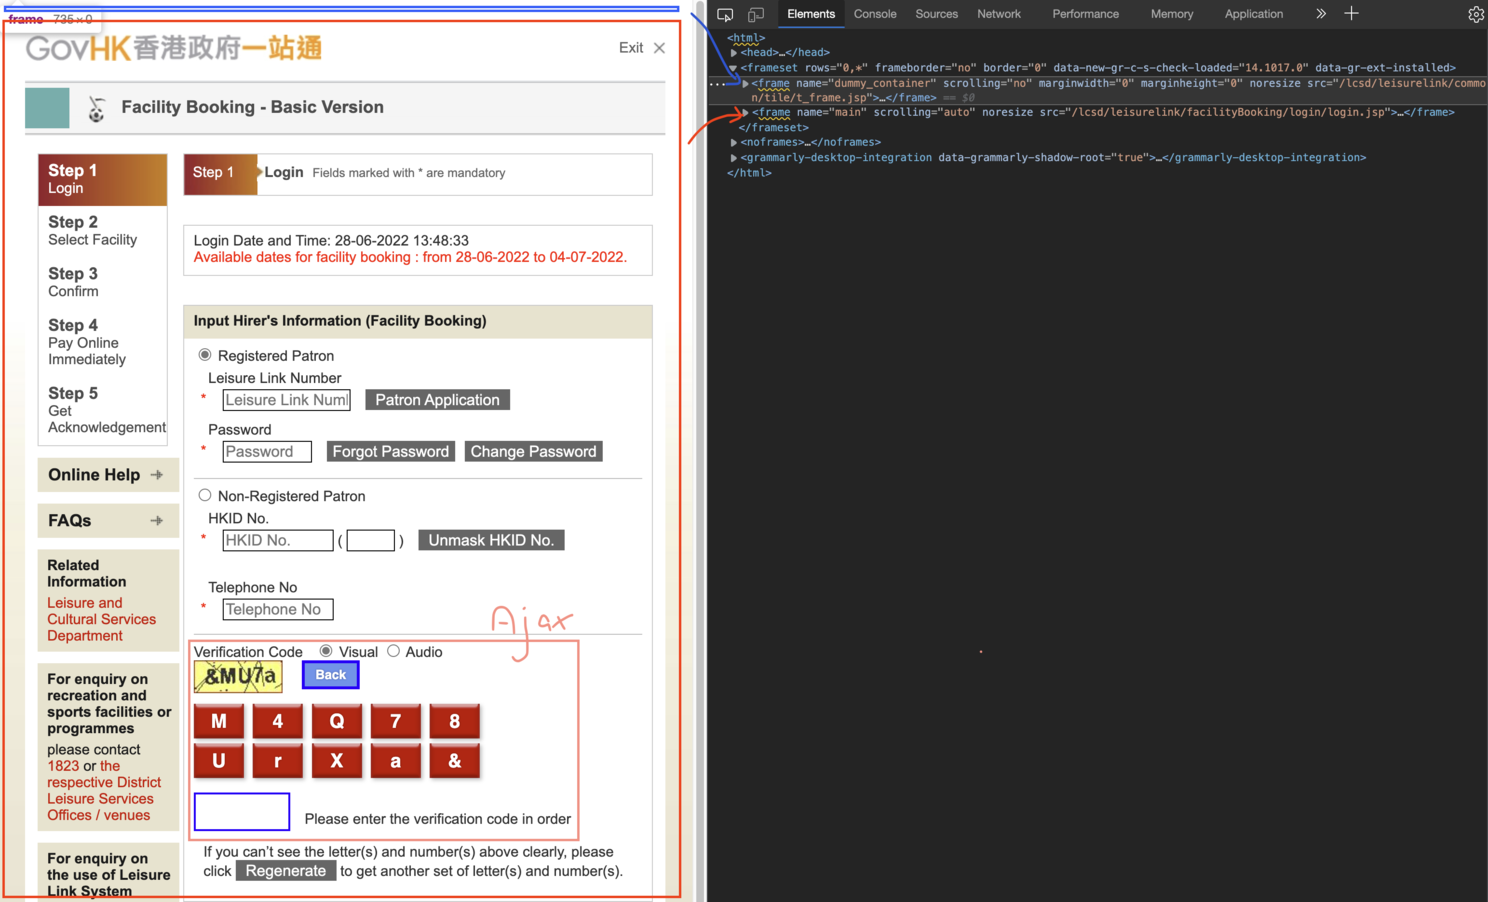 frame 735 × 0
GovHK香港政府一站通
Exit ×
Facility Booking - Basic Version
Step 1
Login
Step 2
Select Facility
Step 3
Confirm
Step 4
Pay Online
Immediately
Step 5
Get
Acknowledgement
Online Help
FAQs
Related
Information
Leisure and
Cultural Services
Department
For enquiry on
recreation and
sports facilities or
programmes
please contact
1823 or the
respective District
Leisure Services
Offices / venues
For enquiry on
the use of Leisure
Link System
Step 1 Login Fields marked with * are mandatory
Login Date and Time: 28-06-2022 13:48:33
Available dates for facility booking : from 28-06-2022 to 04-07-2022.
Input Hirer's Information (Facility Booking)
Registered Patron
Leisure Link Number
* Leisure Link Numl Patron Application
Password
* Password Forgot Password Change Password
Non-Registered Patron
HKID No.
* HKID No. ( ) Unmask HKID No.
Telephone No
* Telephone No
Ajax
Verification Code Visual Audio
&MU7a Back
M 4 Q 7 8
U r X a &
Please enter the verification code in order
If you can't see the letter(s) and number(s) above clearly, please
click Regenerate to get another set of letter(s) and number(s).
Elements Console Sources Network Performance Memory Application
<html>
<head>…</head>
<frameset rows="0,*" frameborder="no" border="0" data-new-gr-c-s-check-loaded="14.1017.0" data-gr-ext-installed>
<frame name="dummy_container" scrolling="no" marginwidth="0" marginheight="0" noresize src="/lcsd/leisurelink/commo
n/tile/t_frame.jsp">…</frame> == $0
<frame name="main" scrolling="auto" noresize src="/lcsd/leisurelink/facilityBooking/login/login.jsp">…</frame>
</frameset>
<noframes>…</noframes>
<grammarly-desktop-integration data-grammarly-shadow-root="true">…</grammarly-desktop-integration>
</html>